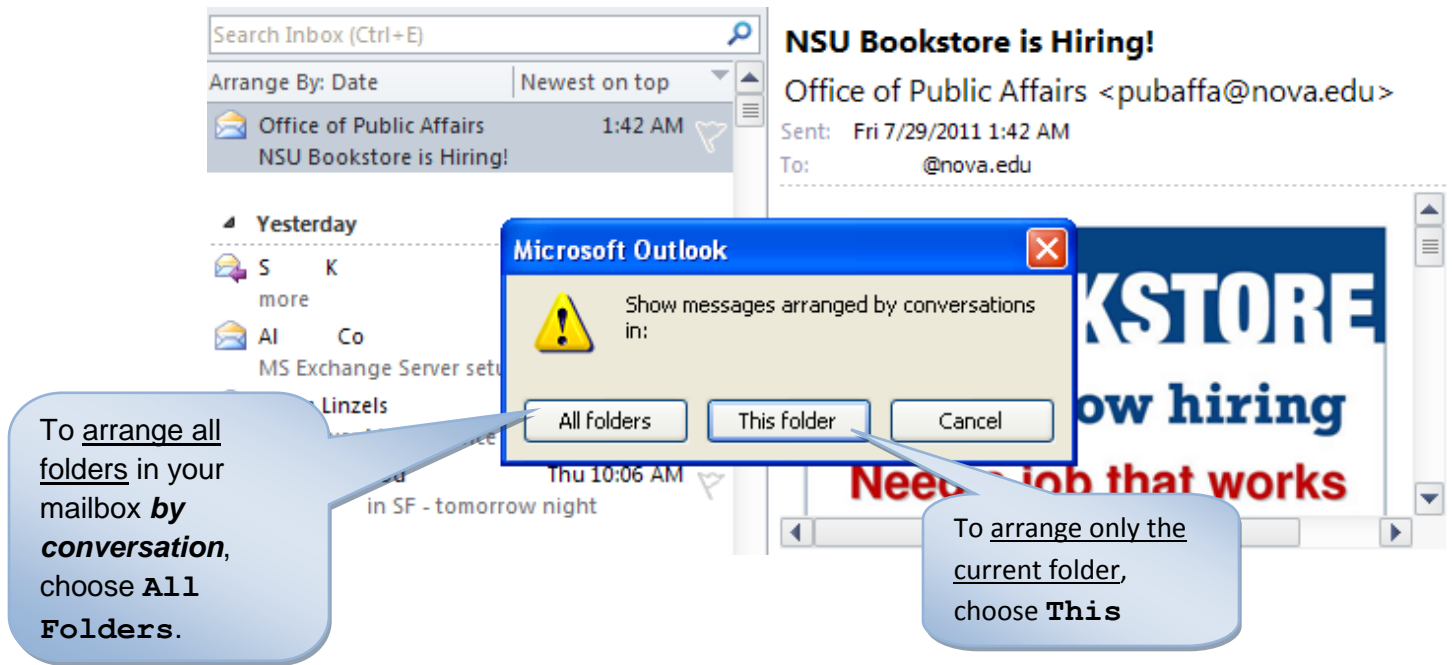 Search Inbox (Ctrl+E)
Arrange By: Date
Newest on top
Office of Public Affairs
1:42 AM
NSU Bookstore is Hiring!
Yesterday
S K
more
Al Co
MS Exchange Server setu
Linzels
Thu 10:06 AM
in SF - tomorrow night
NSU Bookstore is Hiring!
Office of Public Affairs <pubaffa@nova.edu>
Sent: Fri 7/29/2011 1:42 AM
To: @nova.edu
KSTORE
ow hiring
Need a job that works
Microsoft Outlook
Show messages arranged by conversations
in:
All folders
This folder
Cancel
To arrange all
folders in your
mailbox by
conversation,
choose All
Folders.
To arrange only the
current folder,
choose This